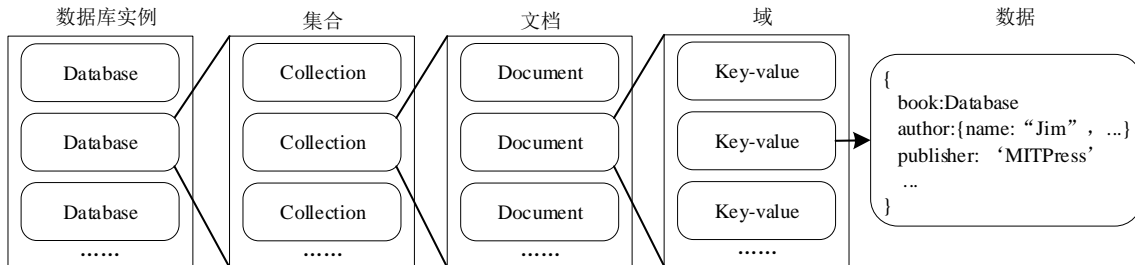 数据库实例
Database
Database
Database
……
集合
Collection
Collection
Collection
……
文档
Document
Document
Document
……
域
Key-value
Key-value
Key-value
……
数据
{
book:Database
author:{name:“Jim”, ...}
publisher: ‘MITPress’
...
}